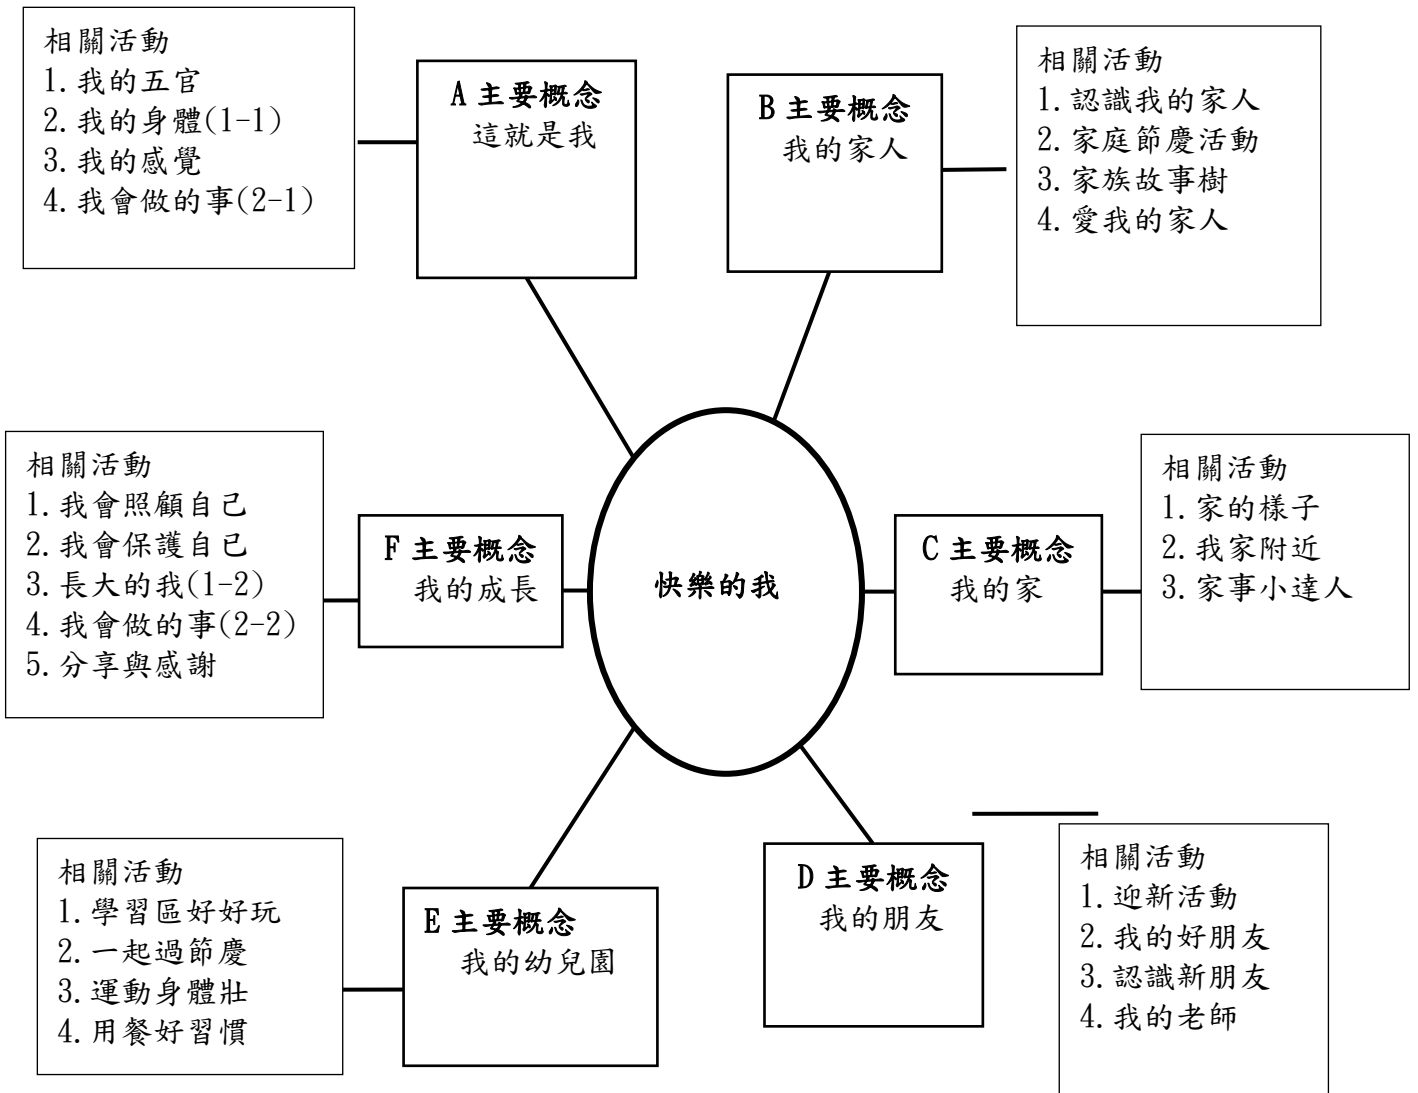 相關活動
1.我的五官
2.我的身體(1-1)
3.我的感覺
4.我會做的事(2-1)
A 主要概念
這就是我
B 主要概念
我的家人
相關活動
1.認識我的家人
2.家庭節慶活動
3.家族故事樹
4.愛我的家人
相關活動
1.我會照顧自己
2.我會保護自己
3.長大的我(1-2)
4.我會做的事(2-2)
5.分享與感謝
F 主要概念
我的成長
快樂的我
C 主要概念
我的家
相關活動
1.家的樣子
2.我家附近
3.家事小達人
相關活動
1.學習區好好玩
2.一起過節慶
3.運動身體壯
4.用餐好習慣
E 主要概念
我的幼兒園
D 主要概念
我的朋友
相關活動
1.迎新活動
2.我的好朋友
3.認識新朋友
4.我的老師